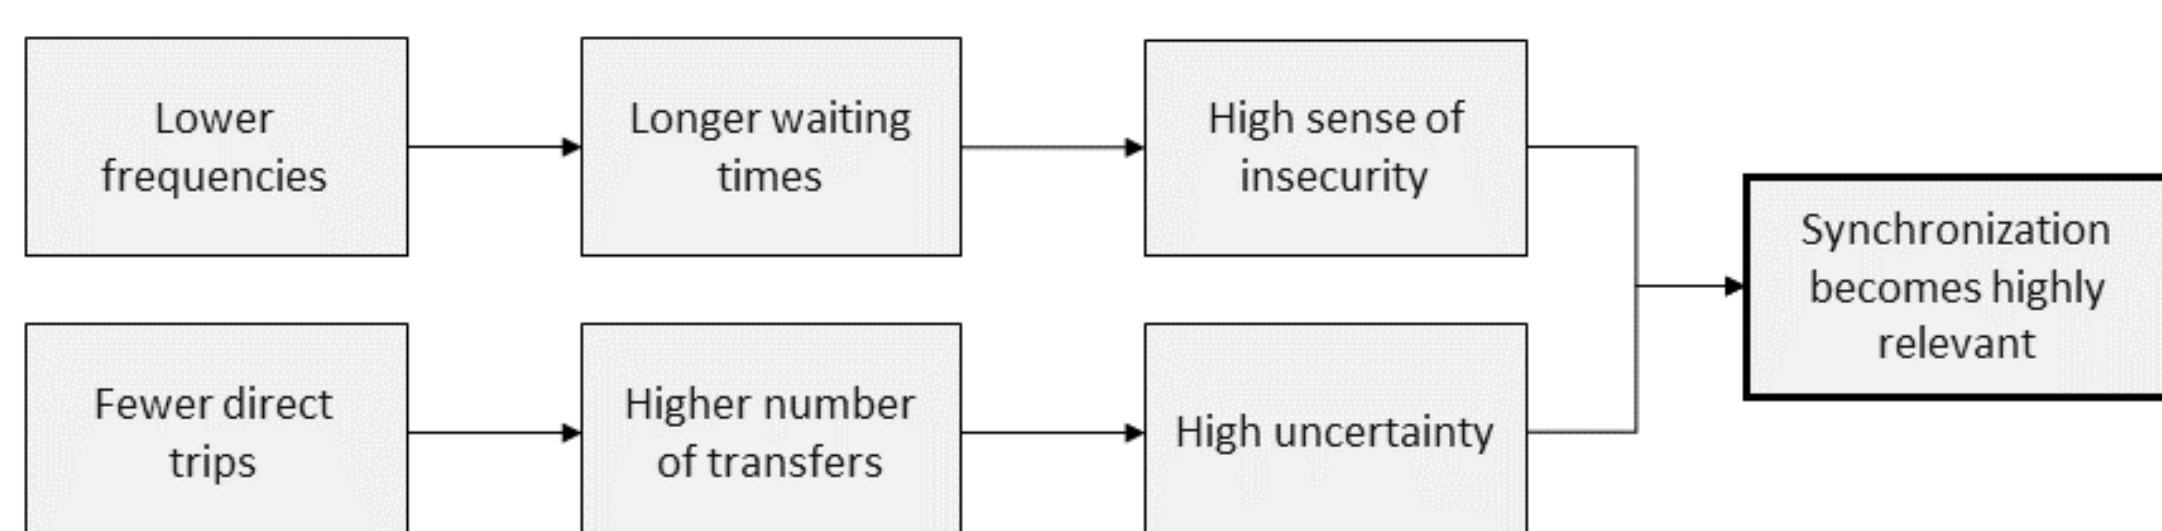 Lower
frequencies
Longer waiting
times
High sense of
insecurity
Synchronization
becomes highly
relevant
Fewer direct
trips
Higher number
of transfers
High uncertainty